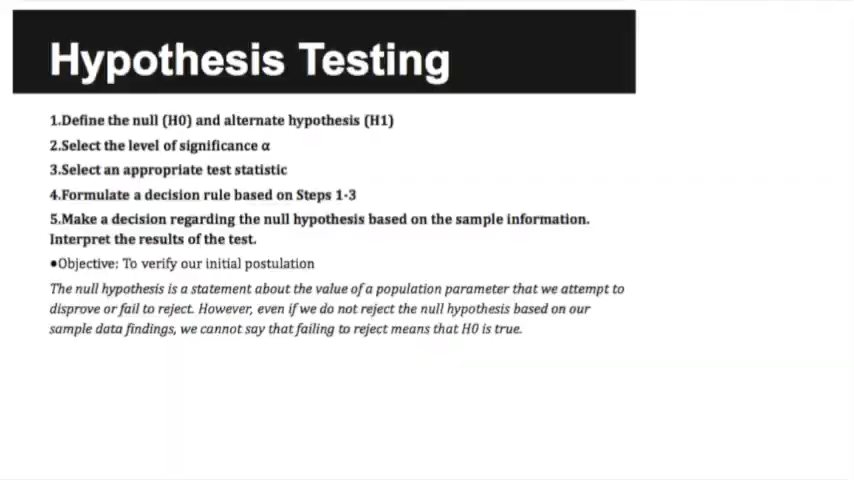 Hypothesis Testing
1.Define the null (H0) and alternate hypothesis (H1)
2.Select the level of significance α
3.Select an appropriate test statistic
4.Formulate a decision rule based on Steps 1-3
5.Make a decision regarding the null hypothesis based on the sample information.
Interpret the results of the test.
•Objective: To verify our initial postulation
The null hypothesis is a statement about the value of a population parameter that we attempt to
disprove or fail to reject. However, even if we do not reject the null hypothesis based on our
sample data findings, we cannot say that failing to reject means that H0 is true.